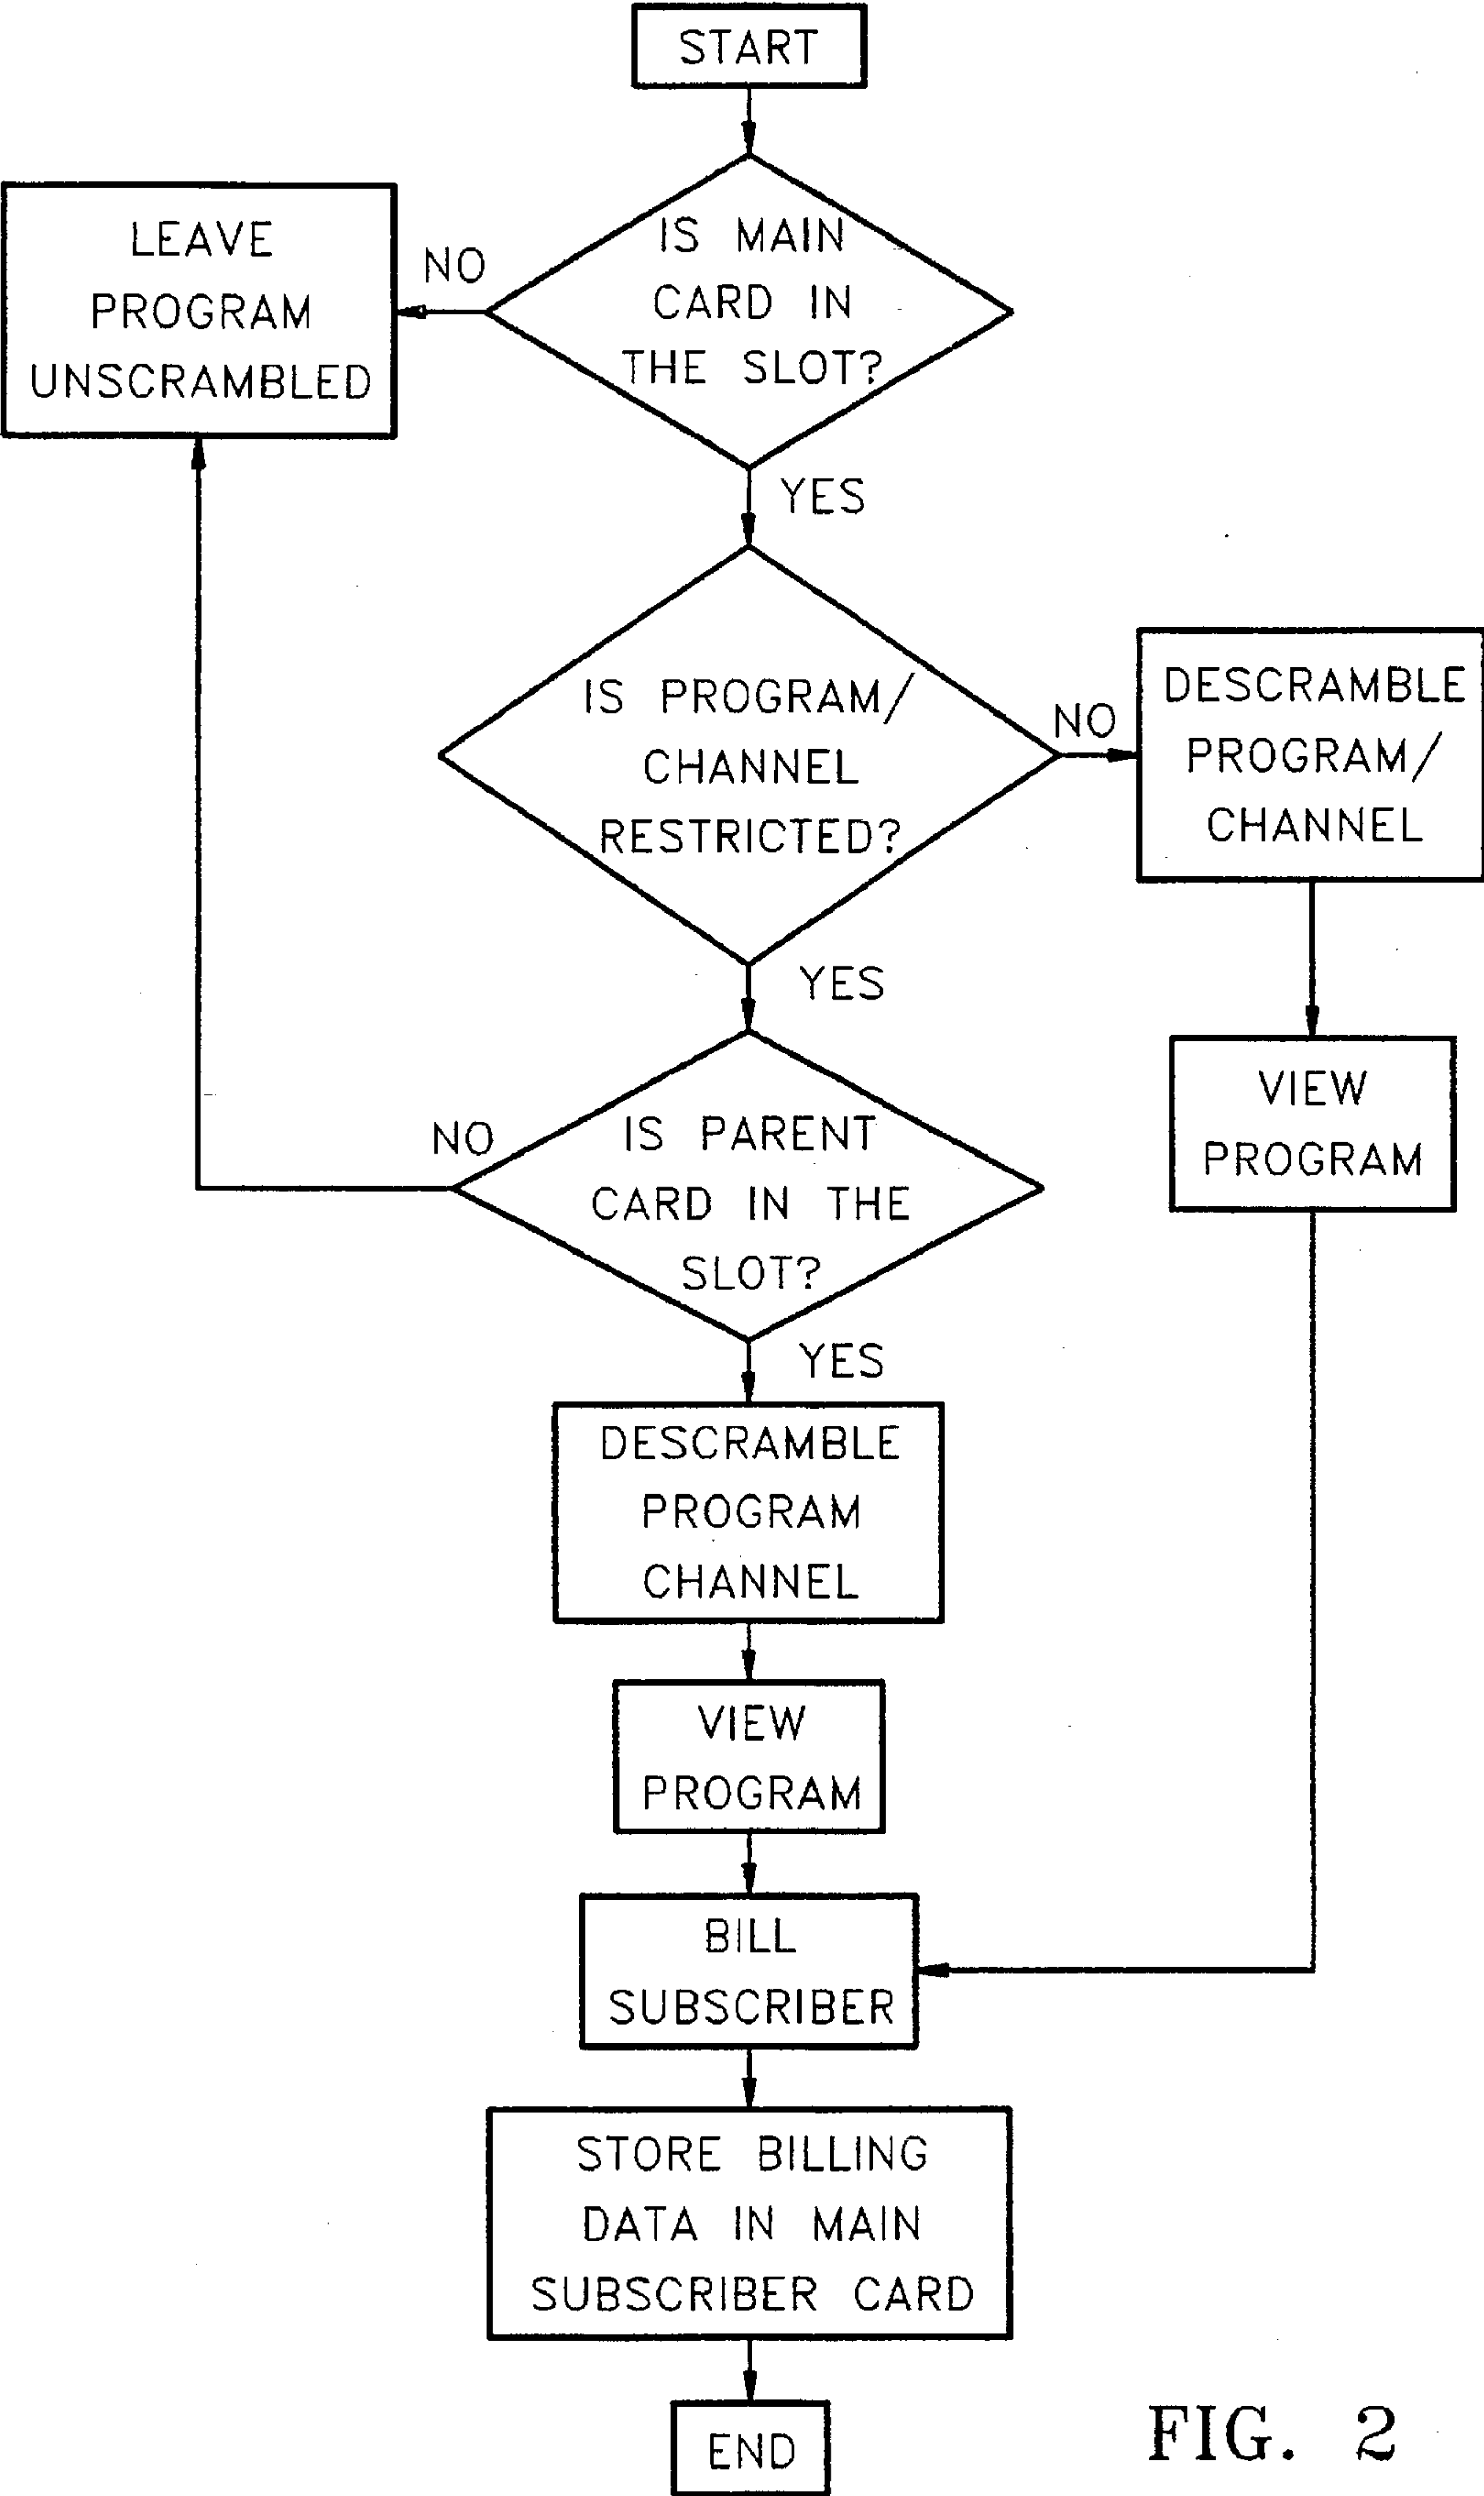 START
IS MAIN
CARD IN
THE SLOT?
NO
LEAVE
PROGRAM
UNSCRAMBLED
YES
IS PROGRAM/
CHANNEL
RESTRICTED?
NO
DESCRAMBLE
PROGRAM/
CHANNEL
VIEW
PROGRAM
YES
IS PARENT
CARD IN THE
SLOT?
NO
YES
DESCRAMBLE
PROGRAM
CHANNEL
VIEW
PROGRAM
BILL
SUBSCRIBER
STORE BILLING
DATA IN MAIN
SUBSCRIBER CARD
END
FIG. 2